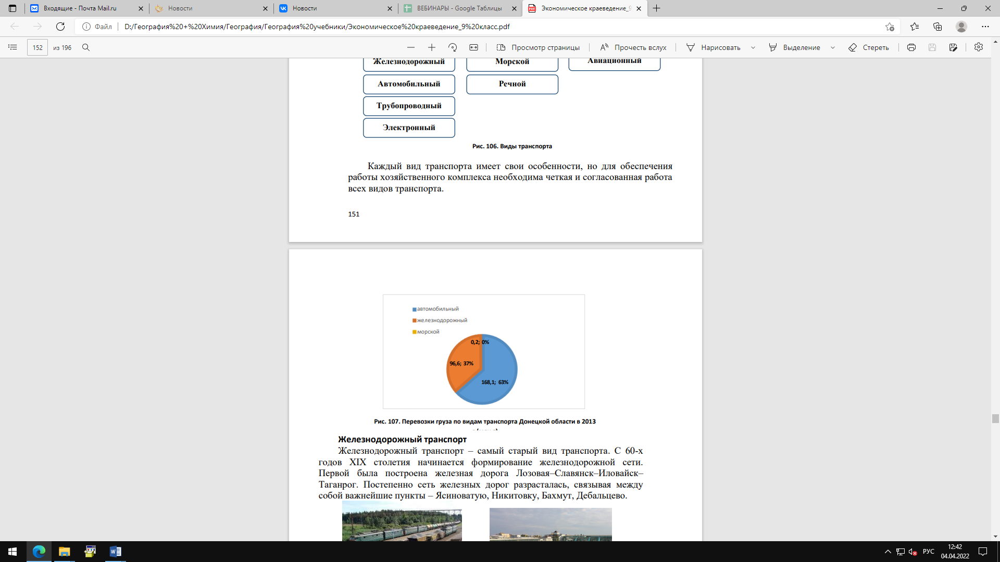 Входящие - Почта Mail.ru
Новости
Новости
ВЕБИНАРЫ - Google Таблицы
Экономическое краеведение_9
Файл
D:/География%20+%20Химия/География/География%20учебники/Экономическое%20краеведение_9%20класс.pdf
152
из 196
Просмотр страницы
Прочесть вслух
Нарисовать
Выделение
Стереть
Железнодорожный
Морской
Авиационный
Автомобильный
Речной
Трубопроводный
Электронный
Рис. 106. Виды транспорта
Каждый вид транспорта имеет свои особенности, но для обеспечения
работы хозяйственного комплекса необходима четкая и согласованная работа
всех видов транспорта.
151
автомобильный
железнодорожный
морской
0,2; 0%
96,6; 37%
168,1; 63%
Рис. 107. Перевозки груза по видам транспорта Донецкой области в 2013
Железнодорожный транспорт
Железнодорожный транспорт – самый старый вид транспорта. С 60-х
годов XIX столетия начинается формирование железнодорожной сети.
Первой была построена железная дорога Лозовая–Славянск–Иловайск–
Таганрог. Постепенно сеть железных дорог разрасталась, связывая между
собой важнейшие пункты – Ясиноватую, Никитовку, Бахмут, Дебальцево.
РУС
12:42
04.04.2022